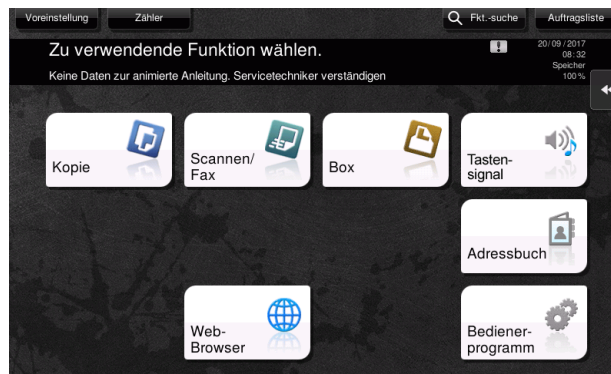 Voreinstellung
Zähler
Fkt.-suche
Auftragsliste
Zu verwendende Funktion wählen.
Keine Daten zur animierte Anleitung. Servicetechniker verständigen
20/09/2017
08:32
Speicher
100 %
Kopie
Scannen/
Fax
Box
Tasten-
signal
Adressbuch
Web-
Browser
Bediener-
programm